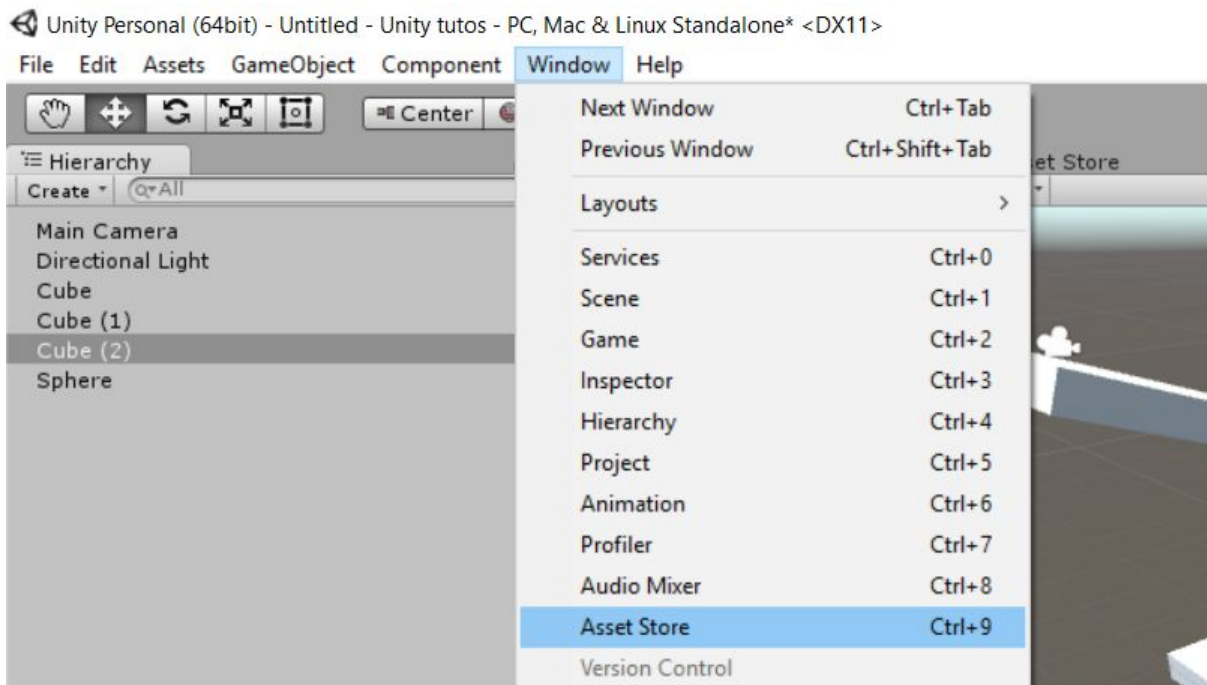 Unity Personal (64bit) - Untitled - Unity tutos - PC, Mac & Linux Standalone* <DX11>
File Edit Assets GameObject Component Window Help
Center
Hierarchy
Create All
Main Camera
Directional Light
Cube
Cube (1)
Cube (2)
Sphere
Next Window Ctrl+Tab
Previous Window Ctrl+Shift+Tab
Layouts
Services Ctrl+0
Scene Ctrl+1
Game Ctrl+2
Inspector Ctrl+3
Hierarchy Ctrl+4
Project Ctrl+5
Animation Ctrl+6
Profiler Ctrl+7
Audio Mixer Ctrl+8
Asset Store Ctrl+9
Version Control
set Store